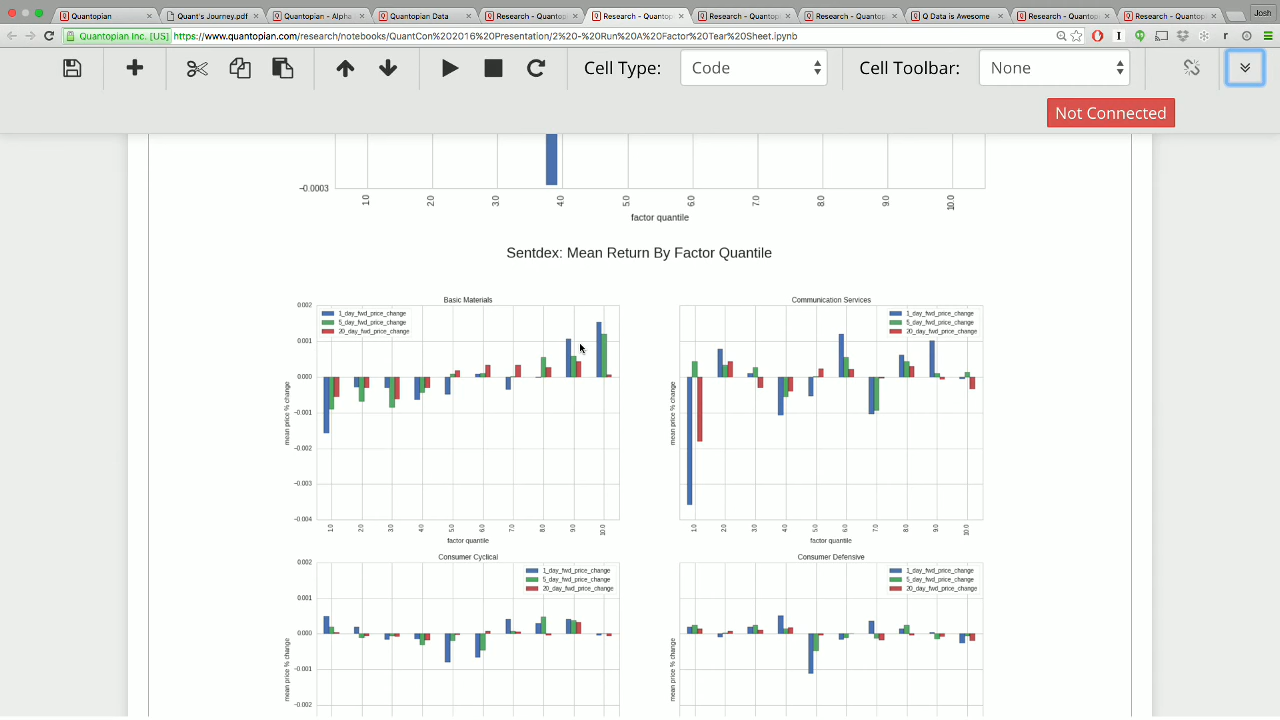 Quantopian
Quant's Journey.pdf
Quantopian - Alpha
Quantopian Data
Research - Quantop
Research - Quantop
Research - Quantop
Research - Quantop
Q Data is Awesome
Research - Quantop
Research - Quantop
Josh
Quantopian Inc. [US]
https://www.quantopian.com/research/notebooks/QuantCon%202016%20Presentation/2%20-%20Run%20A%20Factor%20Tear%20Sheet.ipynb
Cell Type: Code
Cell Toolbar: None
Not Connected
−0.0003
1.0 2.0 3.0 4.0 5.0 6.0 7.0 8.0 9.0 10.0
factor quantile
Sentdex: Mean Return By Factor Quantile
Basic Materials
1_day_fwd_price_change
5_day_fwd_price_change
20_day_fwd_price_change
0.002
0.001
0.000
−0.001
−0.002
−0.003
−0.004
mean price % change
1.0 2.0 3.0 4.0 5.0 6.0 7.0 8.0 9.0 10.0
factor quantile
Communication Services
1_day_fwd_price_change
5_day_fwd_price_change
20_day_fwd_price_change
mean price % change
1.0 2.0 3.0 4.0 5.0 6.0 7.0 8.0 9.0 10.0
factor quantile
Consumer Cyclical
1_day_fwd_price_change
5_day_fwd_price_change
20_day_fwd_price_change
0.002
0.001
0.000
−0.001
−0.002
mean price % change
Consumer Defensive
1_day_fwd_price_change
5_day_fwd_price_change
20_day_fwd_price_change
mean price % change